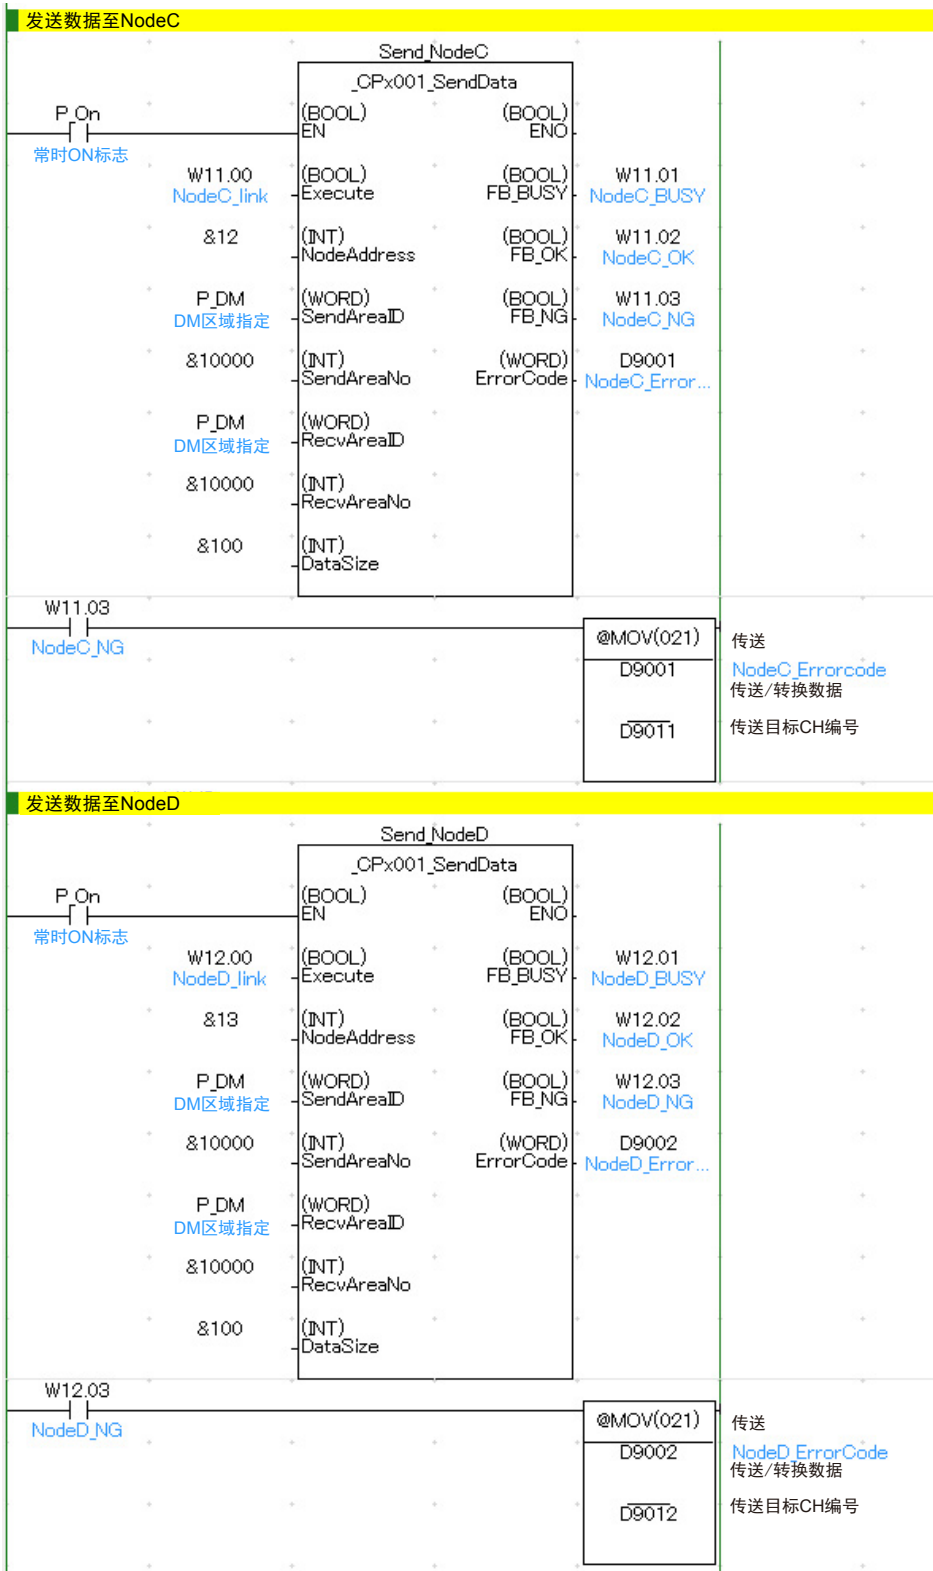 发送数据至NodeC
Send_NodeC
_CPx001_SendData
P_On
(BOOL) (BOOL)
EN ENO
常时ON标志
W11.00 (BOOL) (BOOL) W11.01
NodeC_link Execute FB_BUSY NodeC_BUSY
&12 (INT) (BOOL) W11.02
NodeAddress FB_OK NodeC_OK
P_DM (WORD) (BOOL) W11.03
DM区域指定 SendAreaID FB_NG NodeC_NG
&10000 (INT) (WORD) D9001
SendAreaNo ErrorCode NodeC_Error...
P_DM (WORD)
DM区域指定 RecvAreaID
&10000 (INT)
RecvAreaNo
&100 (INT)
DataSize
W11.03
NodeC_NG
@MOV(021) 传送
D9001 NodeC_Errorcode
传送/转换数据
D9011 传送目标CH编号
发送数据至NodeD
Send_NodeD
_CPx001_SendData
P_On
(BOOL) (BOOL)
EN ENO
常时ON标志
W12.00 (BOOL) (BOOL) W12.01
NodeD_link Execute FB_BUSY NodeD_BUSY
&13 (INT) (BOOL) W12.02
NodeAddress FB_OK NodeD_OK
P_DM (WORD) (BOOL) W12.03
DM区域指定 SendAreaID FB_NG NodeD_NG
&10000 (INT) (WORD) D9002
SendAreaNo ErrorCode NodeD_Error...
P_DM (WORD)
DM区域指定 RecvAreaID
&10000 (INT)
RecvAreaNo
&100 (INT)
DataSize
W12.03
NodeD_NG
@MOV(021) 传送
D9002 NodeD_ErrorCode
传送/转换数据
D9012 传送目标CH编号